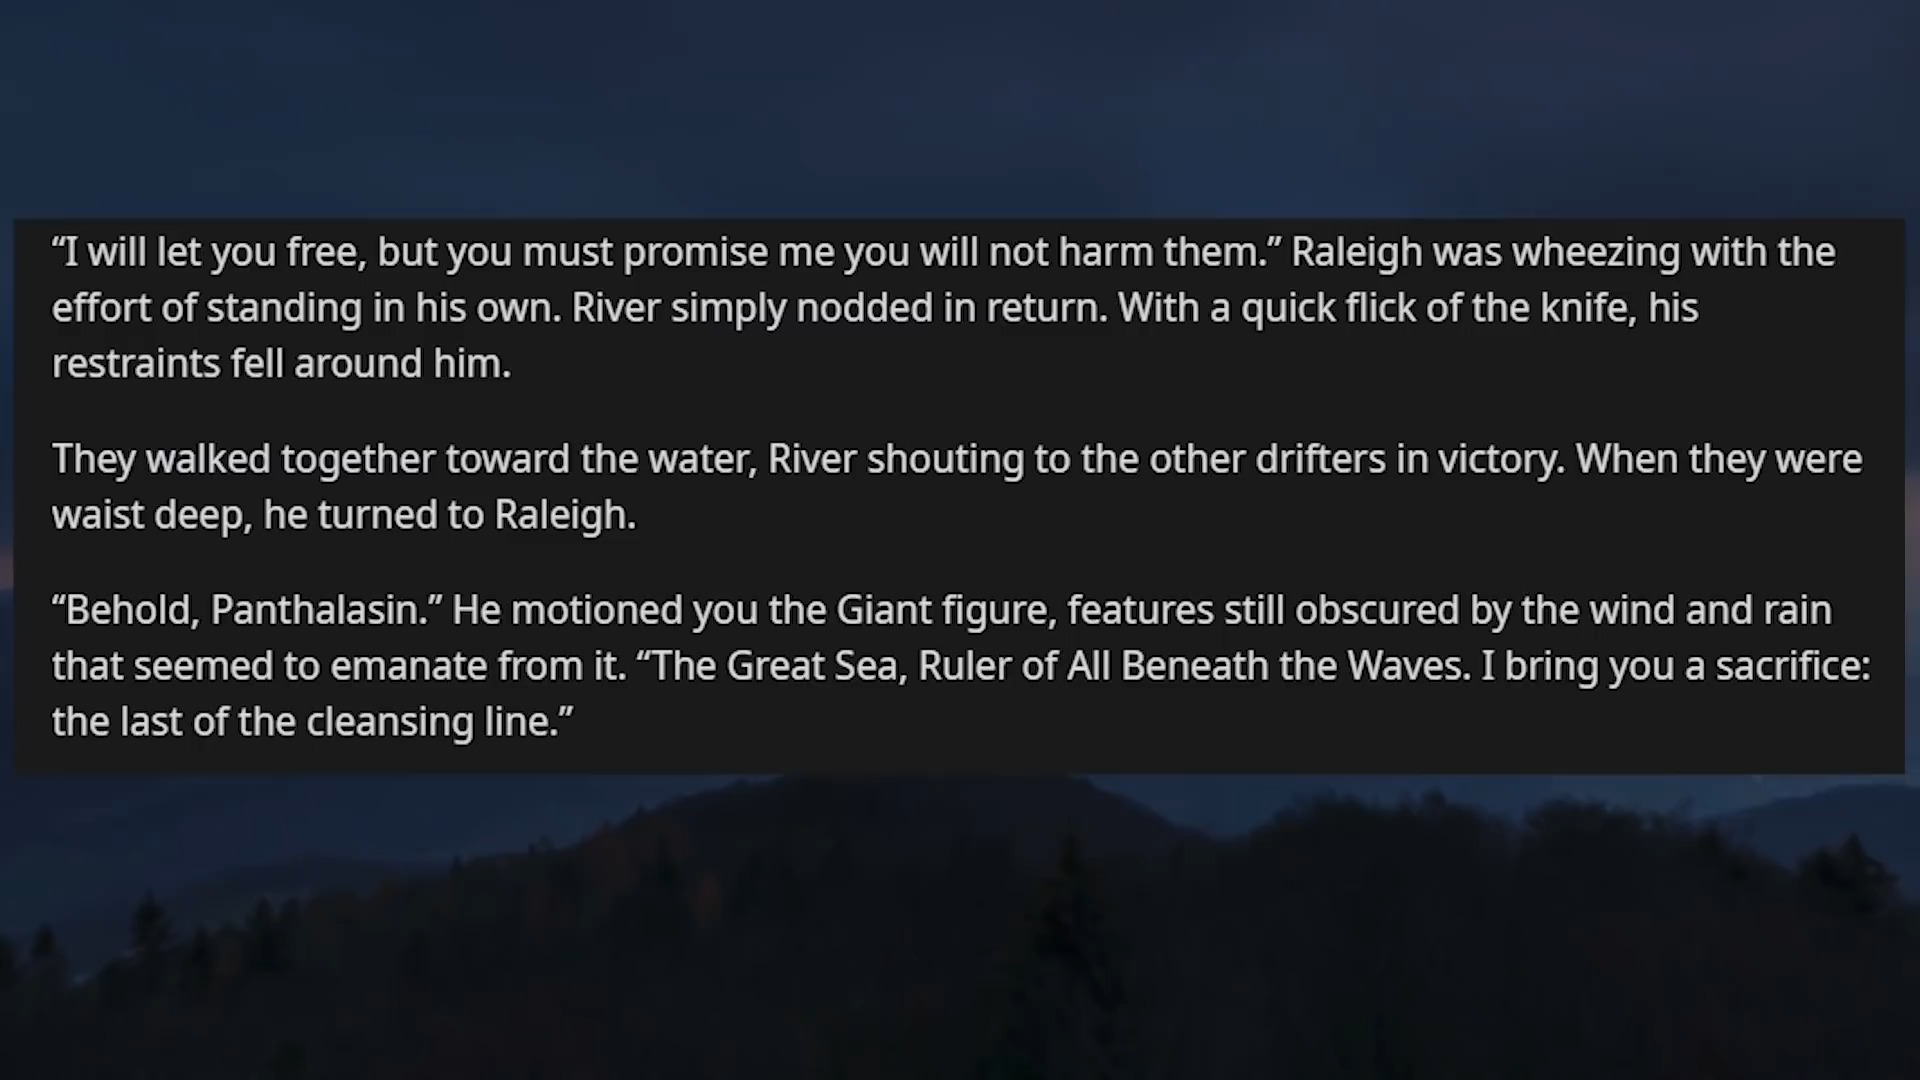 “I will let you free, but you must promise me you will not harm them.” Raleigh was wheezing with the
effort of standing in his own. River simply nodded in return. With a quick flick of the knife, his
restraints fell around him.
They walked together toward the water, River shouting to the other drifters in victory. When they were
waist deep, he turned to Raleigh.
“Behold, Panthalasin.” He motioned you the Giant figure, features still obscured by the wind and rain
that seemed to emanate from it. “The Great Sea, Ruler of All Beneath the Waves. I bring you a sacrifice:
the last of the cleansing line.”